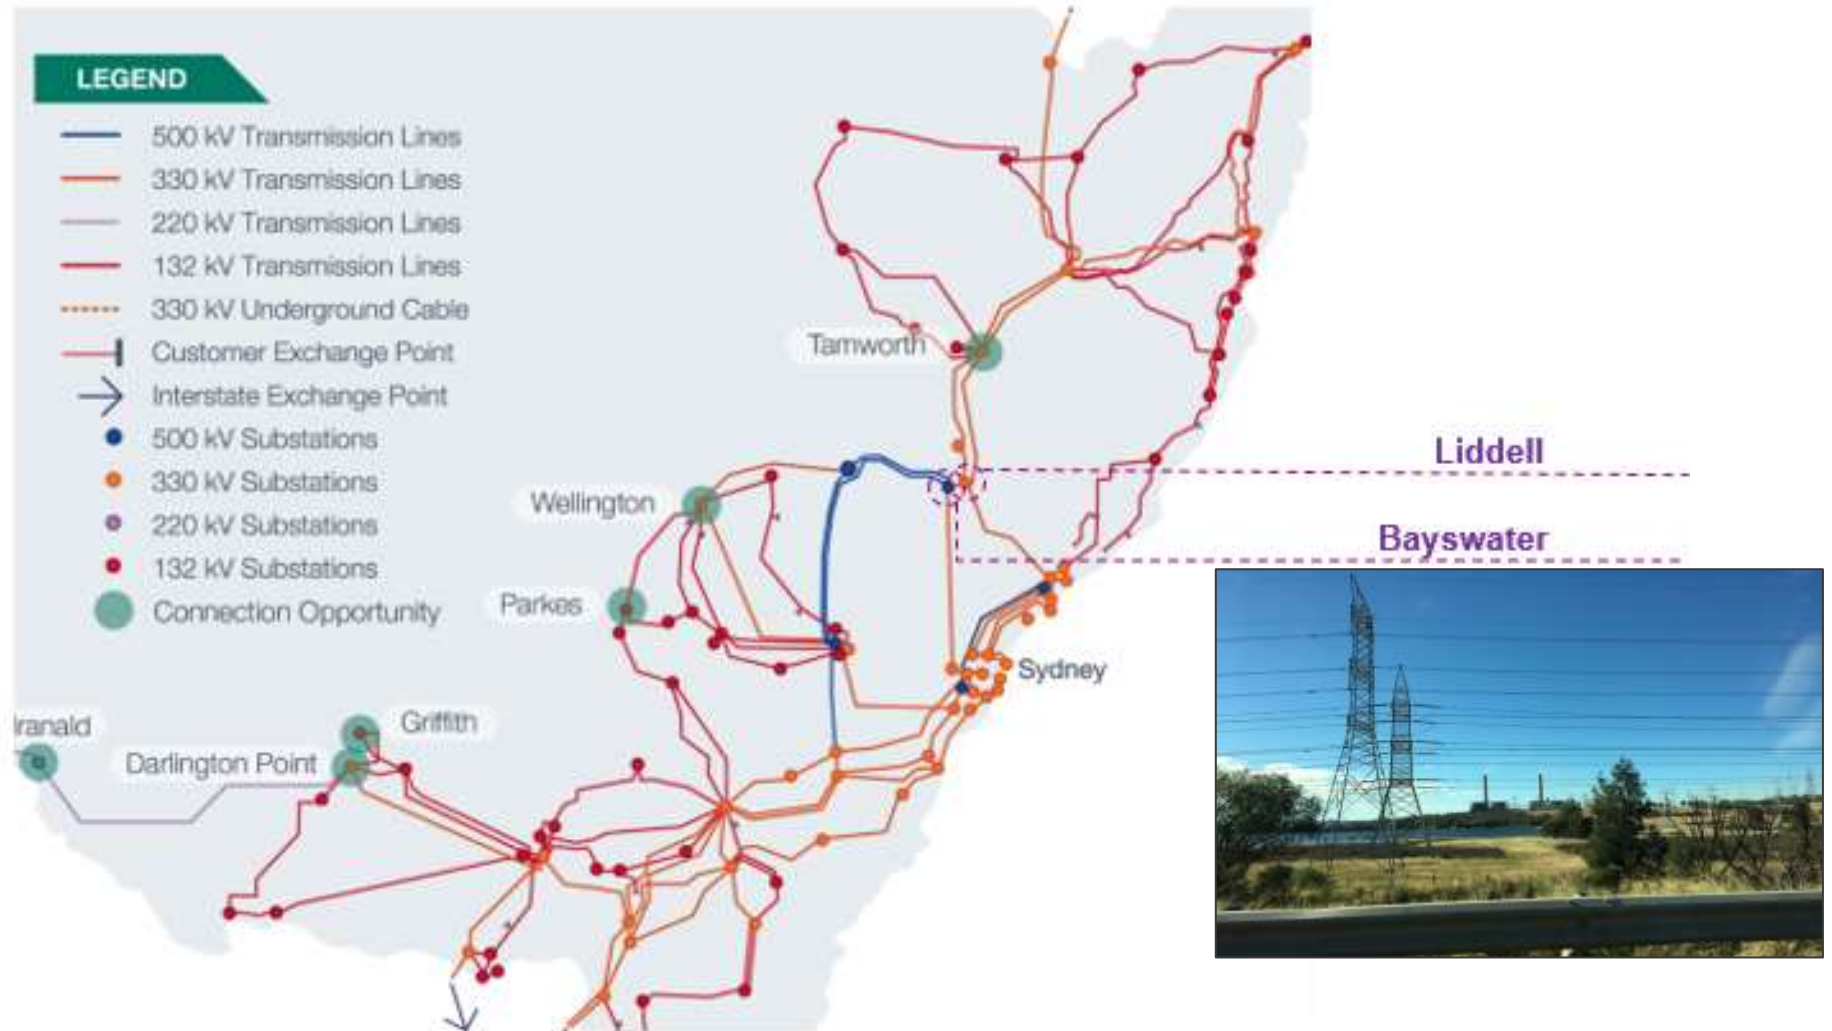 LEGEND
500 kV Transmission Lines
330 kV Transmission Lines
220 kV Transmission Lines
132 kV Transmission Lines
330 kV Underground Cable
Customer Exchange Point
Interstate Exchange Point
500 kV Substations
330 kV Substations
220 kV Substations
132 kV Substations
Connection Opportunity
Tamworth
Liddell
Wellington
Bayswater
Parkes
Sydney
Griffith
lranald
Darlington Point